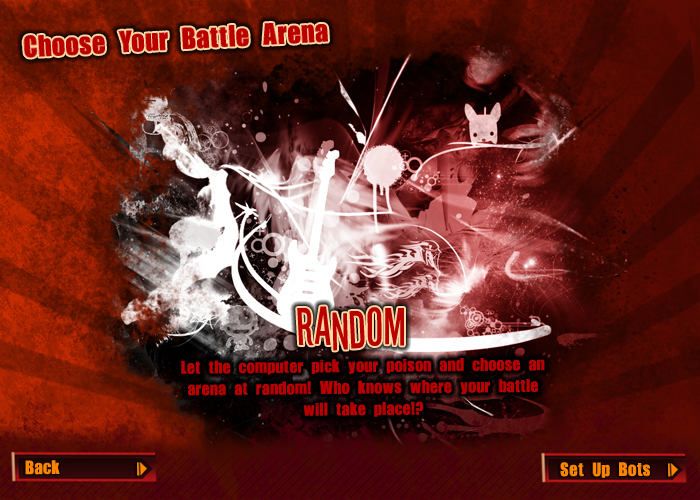 Choose Your Battle Arena
RANDOM
Let the computer pick your poison and choose an
arena at random! Who knows where your battle
will take place!?
Back
Set Up Bots